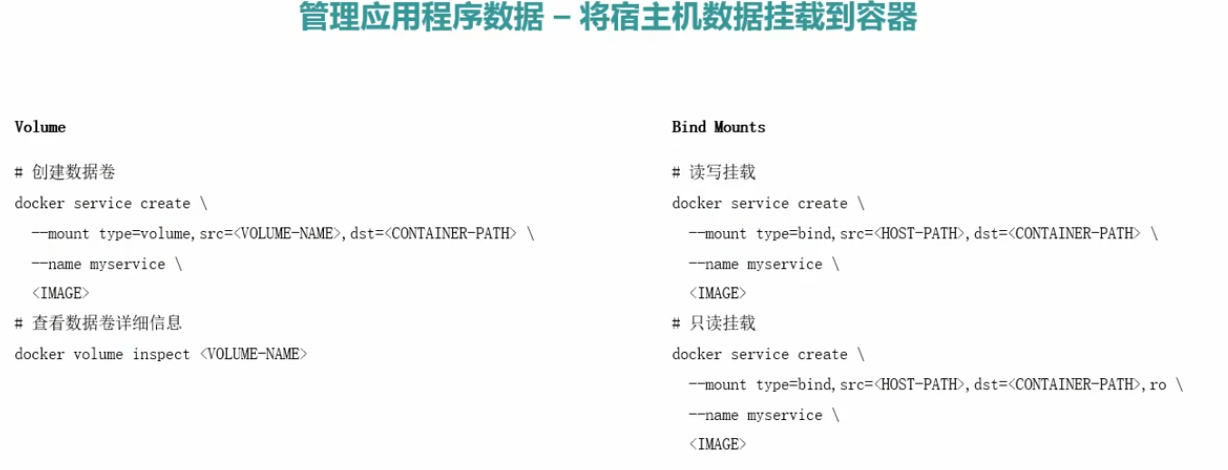 管理应用程序数据 – 将宿主机数据挂载到容器
Volume
# 创建数据卷
docker service create \
--mount type=volume,src=<VOLUME-NAME>,dst=<CONTAINER-PATH> \
--name myservice \
<IMAGE>
# 查看数据卷详细信息
docker volume inspect <VOLUME-NAME>
Bind Mounts
# 读写挂载
docker service create \
--mount type=bind,src=<HOST-PATH>,dst=<CONTAINER-PATH> \
--name myservice \
<IMAGE>
# 只读挂载
docker service create \
--mount type=bind,src=<HOST-PATH>,dst=<CONTAINER-PATH>,ro \
--name myservice \
<IMAGE>